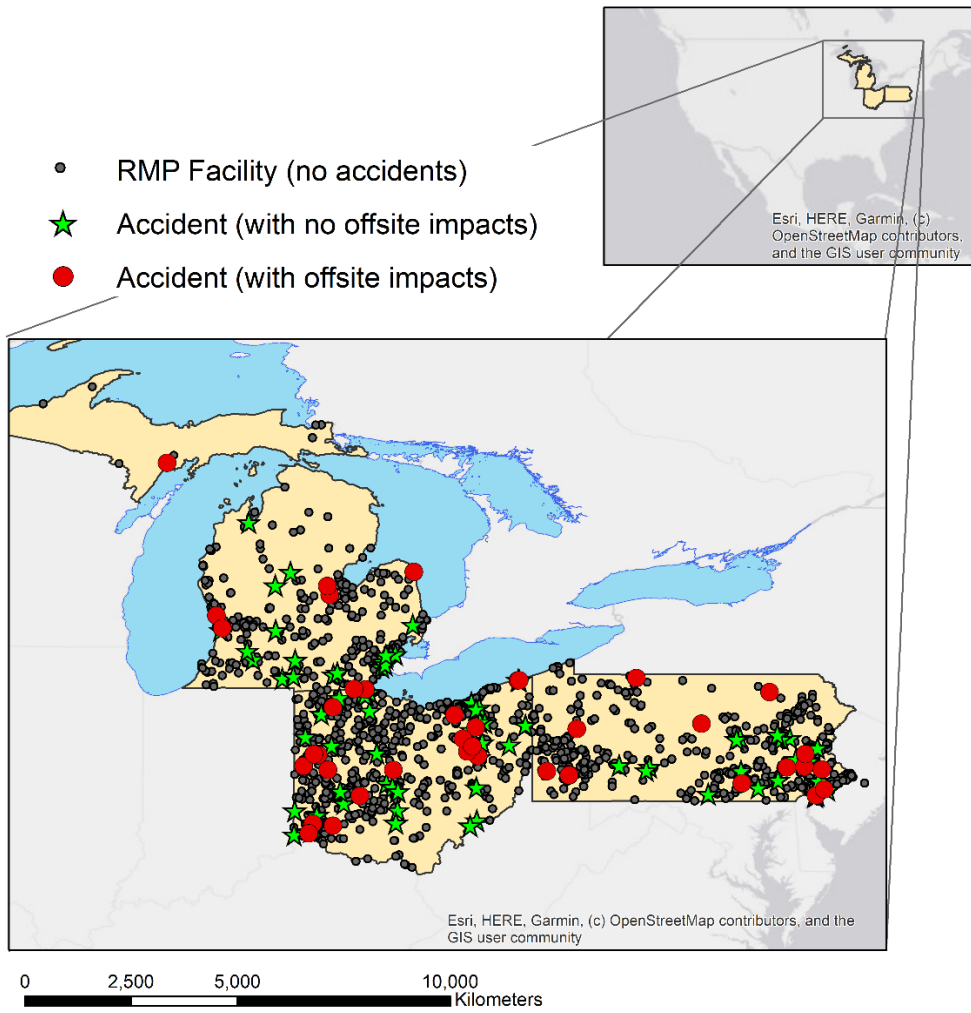 RMP Facility (no accidents)
Accident (with no offsite impacts)
Accident (with offsite impacts)
Esri, HERE, Garmin, (c)
OpenStreetMap contributors,
and the GIS user community
Esri, HERE, Garmin, (c) OpenStreetMap contributors, and the
GIS user community
0 2,500 5,000 10,000
Kilometers